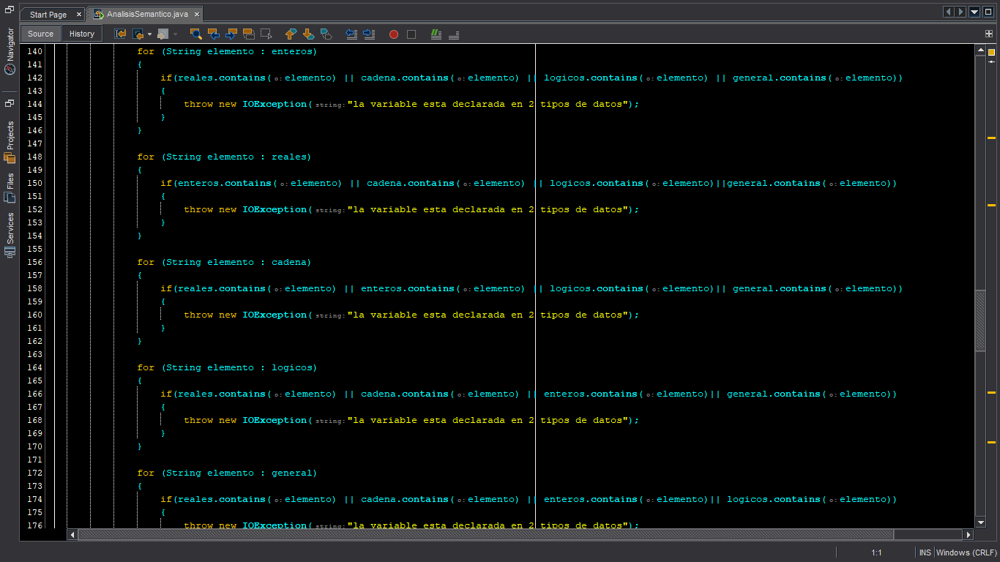 Start Page
AnalisisSemantico.java
Source
History
Navigator
Projects
Files
Services
140 for (String elemento : enteros)
141 {
142 if(reales.contains(o:elemento) || cadena.contains(o:elemento) || logicos.contains(o:elemento) || general.contains(o:elemento))
143 {
144 throw new IOException(string:"la variable esta declarada en 2 tipos de datos");
145 }
146 }
147
148 for (String elemento : reales)
149 {
150 if(enteros.contains(o:elemento) || cadena.contains(o:elemento) || logicos.contains(o:elemento)||general.contains(o:elemento))
151 {
152 throw new IOException(string:"la variable esta declarada en 2 tipos de datos");
153 }
154 }
155
156 for (String elemento : cadena)
157 {
158 if(reales.contains(o:elemento) || enteros.contains(o:elemento) || logicos.contains(o:elemento)|| general.contains(o:elemento))
159 {
160 throw new IOException(string:"la variable esta declarada en 2 tipos de datos");
161 }
162 }
163
164 for (String elemento : logicos)
165 {
166 if(reales.contains(o:elemento) || cadena.contains(o:elemento) || enteros.contains(o:elemento)|| general.contains(o:elemento))
167 {
168 throw new IOException(string:"la variable esta declarada en 2 tipos de datos");
169 }
170 }
171
172 for (String elemento : general)
173 {
174 if(reales.contains(o:elemento) || cadena.contains(o:elemento) || enteros.contains(o:elemento)|| logicos.contains(o:elemento))
175 {
176 throw new IOException(string:"la variable esta declarada en 2 tipos de datos");
1:1
INS
Windows (CRLF)